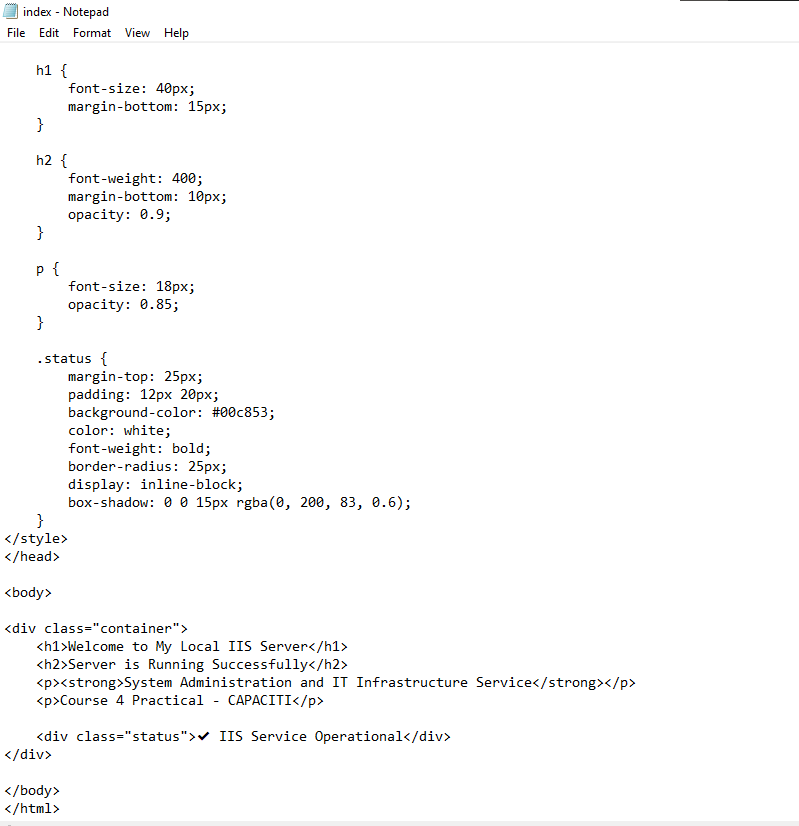 index - Notepad
File Edit Format View Help
h1 {
font-size: 40px;
margin-bottom: 15px;
}
h2 {
font-weight: 400;
margin-bottom: 10px;
opacity: 0.9;
}
p {
font-size: 18px;
opacity: 0.85;
}
.status {
margin-top: 25px;
padding: 12px 20px;
background-color: #00c853;
color: white;
font-weight: bold;
border-radius: 25px;
display: inline-block;
box-shadow: 0 0 15px rgba(0, 200, 83, 0.6);
}
</style>
</head>
<body>
<div class="container">
<h1>Welcome to My Local IIS Server</h1>
<h2>Server is Running Successfully</h2>
<p><strong>System Administration and IT Infrastructure Service</strong></p>
<p>Course 4 Practical - CAPACITI</p>
<div class="status">✔ IIS Service Operational</div>
</div>
</body>
</html>